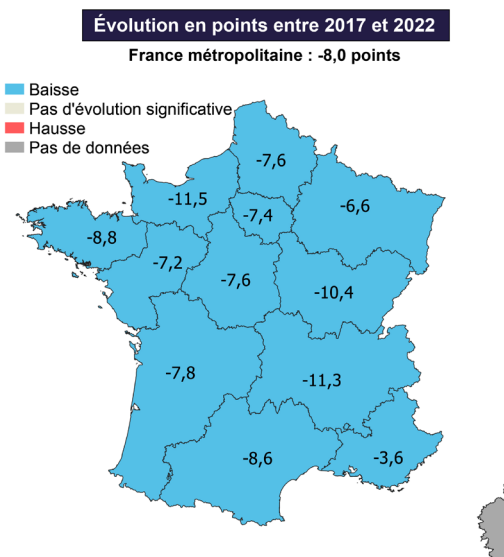 Évolution en points entre 2017 et 2022
France métropolitaine : -8,0 points
Baisse
Pas d'évolution significative
Hausse
Pas de données
-7,6
-11,5
-7,4
-6,6
-8,8
-7,2
-7,6
-10,4
-7,8
-11,3
-8,6
-3,6